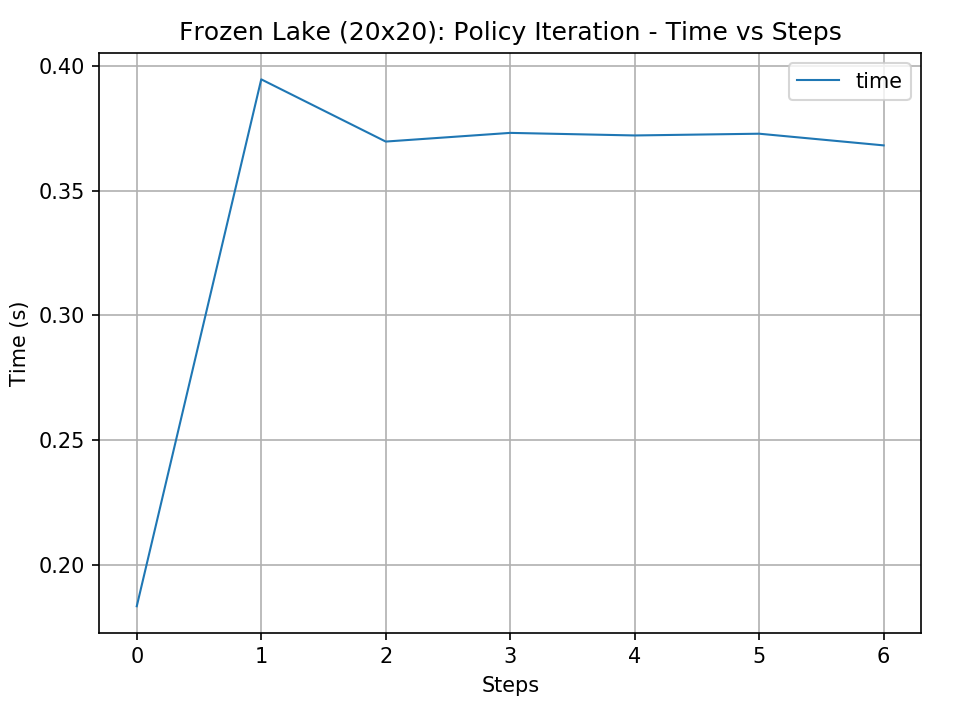 Frozen Lake (20x20): Policy Iteration - Time vs Steps
time
0.40
0.35
0.30
0.25
0.20
Time (s)
0 1 2 3 4 5 6
Steps